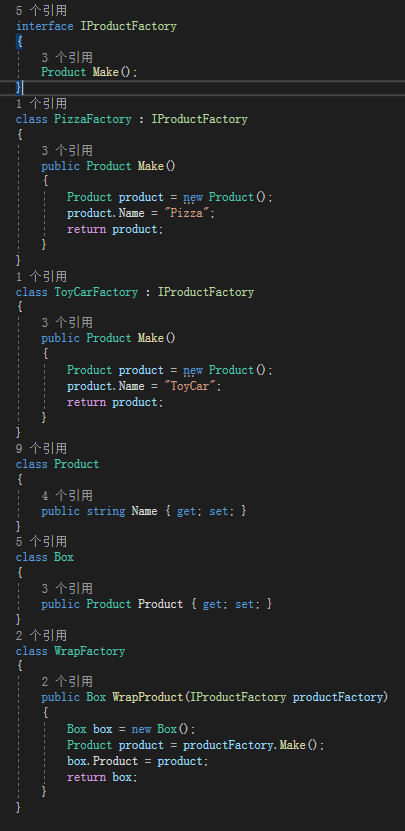 5 个引用
interface IProductFactory
{
3 个引用
Product Make();
}
1 个引用
class PizzaFactory : IProductFactory
{
3 个引用
public Product Make()
{
Product product = new Product();
product.Name = "Pizza";
return product;
}
}
1 个引用
class ToyCarFactory : IProductFactory
{
3 个引用
public Product Make()
{
Product product = new Product();
product.Name = "ToyCar";
return product;
}
}
9 个引用
class Product
{
4 个引用
public string Name { get; set; }
}
5 个引用
class Box
{
3 个引用
public Product Product { get; set; }
}
2 个引用
class WrapFactory
{
2 个引用
public Box WrapProduct(IProductFactory productFactory)
{
Box box = new Box();
Product product = productFactory.Make();
box.Product = product;
return box;
}
}